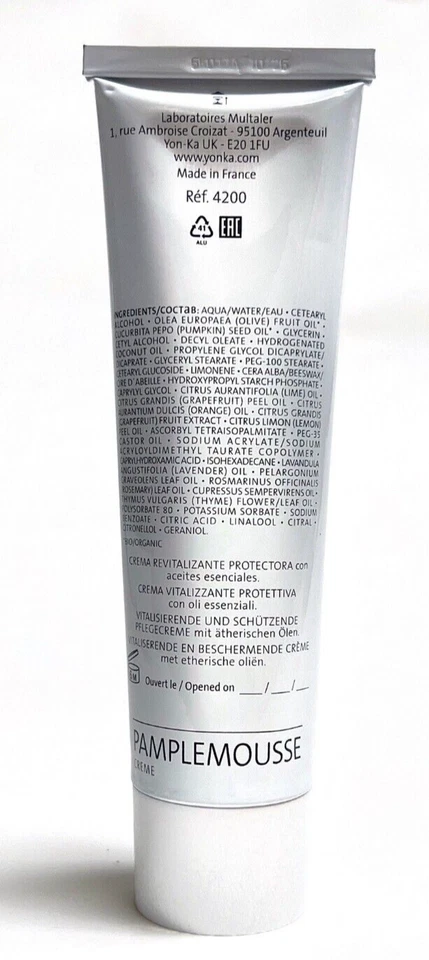 Laboratoires Multaler
1, rue Ambroise Croizat - 95100 Argenteuil
Yon-Ka UK - E20 1FU
www.yonka.com
Made in France
Réf. 4200
41
ALU
EAC
INGREDIENTS/СОСТАВ: AQUA/WATER/EAU • CETEARYL
ALCOHOL • OLEA EUROPAEA (OLIVE) FRUIT OIL* •
CUCURBITA PEPO (PUMPKIN) SEED OIL* • GLYCERIN •
CETYL ALCOHOL • DECYL OLEATE • HYDROGENATED
COCONUT OIL • PROPYLENE GLYCOL DICAPRYLATE/
DICAPRATE • GLYCERYL STEARATE • PEG-100 STEARATE •
CETEARYL GLUCOSIDE • LIMONENE • CERA ALBA/BEESWAX/
CIRE D'ABEILLE • HYDROXYPROPYL STARCH PHOSPHATE •
CAPRYLYL GLYCOL • CITRUS AURANTIFOLIA (LIME) OIL •
CITRUS GRANDIS (GRAPEFRUIT) PEEL OIL • CITRUS
AURANTIUM DULCIS (ORANGE) OIL • CITRUS GRANDIS
(GRAPEFRUIT) FRUIT EXTRACT • CITRUS LIMON (LEMON)
PEEL OIL • ASCORBYL TETRAISOPALMITATE • PEG-35
CASTOR OIL • SODIUM ACRYLATE/SODIUM
ACRYLOYLDIMETHYL TAURATE COPOLYMER •
CAPRYLHYDROXAMIC ACID • ISOHEXADECANE • LAVANDULA
ANGUSTIFOLIA (LAVENDER) OIL • PELARGONIUM
GRAVEOLENS LEAF OIL • ROSMARINUS OFFICINALIS
(ROSEMARY) LEAF OIL • CUPRESSUS SEMPERVIRENS OIL •
THYMUS VULGARIS (THYME) FLOWER/LEAF OIL •
POLYSORBATE 80 • POTASSIUM SORBATE • SODIUM
BENZOATE • CITRIC ACID • LINALOOL • CITRAL •
CITRONELLOL • GERANIOL.
*BIO/ORGANIC
CREMA REVITALIZANTE PROTECTORA con
aceites esenciales.
CREMA VITALIZZANTE PROTETTIVA
con oli essenziali.
VITALISIERENDE UND SCHÜTZENDE
PFLEGECREME mit ätherischen Ölen.
VITALISERENDE EN BESCHERMENDE CRÈME
met etherische oliën.
Ouvert le / Opened on ___/___/___
PAMPLEMOUSSE
CREME